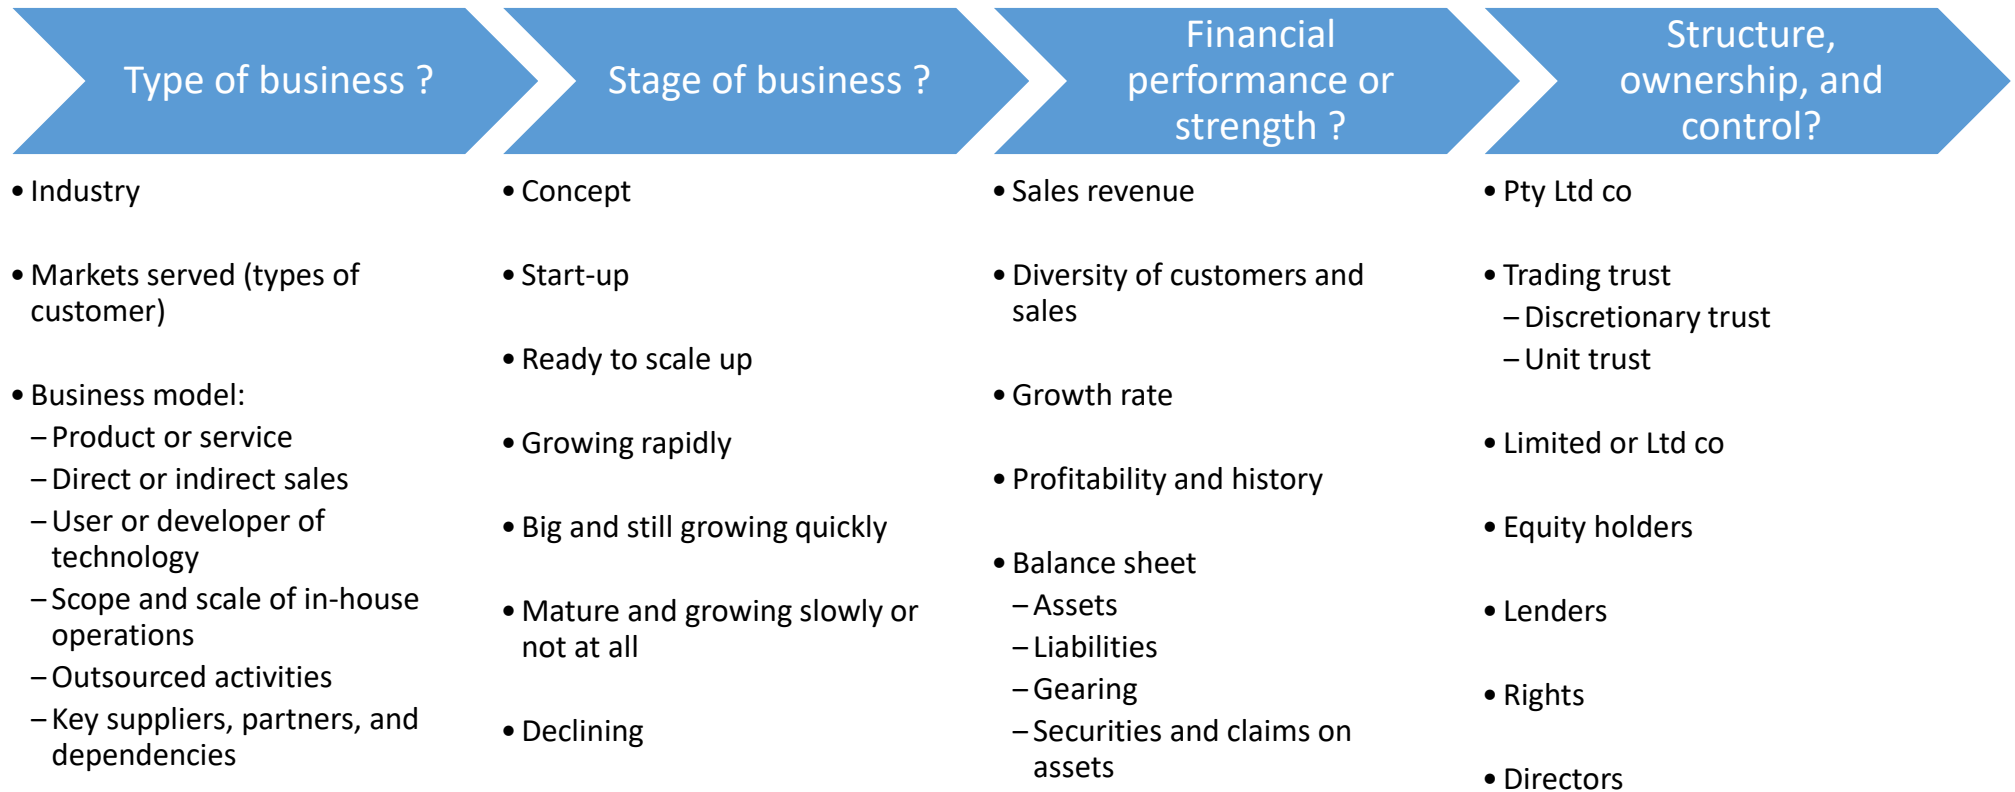 Type of business ?
• Industry
• Markets served (types of
customer)
• Business model:
– Product or service
– Direct or indirect sales
– User or developer of
technology
– Scope and scale of in-house
operations
– Outsourced activities
– Key suppliers, partners, and
dependencies
Stage of business ?
• Concept
• Start-up
• Ready to scale up
• Growing rapidly
• Big and still growing quickly
• Mature and growing slowly or
not at all
• Declining
Financial
performance or
strength ?
• Sales revenue
• Diversity of customers and
sales
• Growth rate
• Profitability and history
• Balance sheet
– Assets
– Liabilities
– Gearing
– Securities and claims on
assets
Structure,
ownership, and
control?
• Pty Ltd co
• Trading trust
– Discretionary trust
– Unit trust
• Limited or Ltd co
• Equity holders
• Lenders
• Rights
• Directors